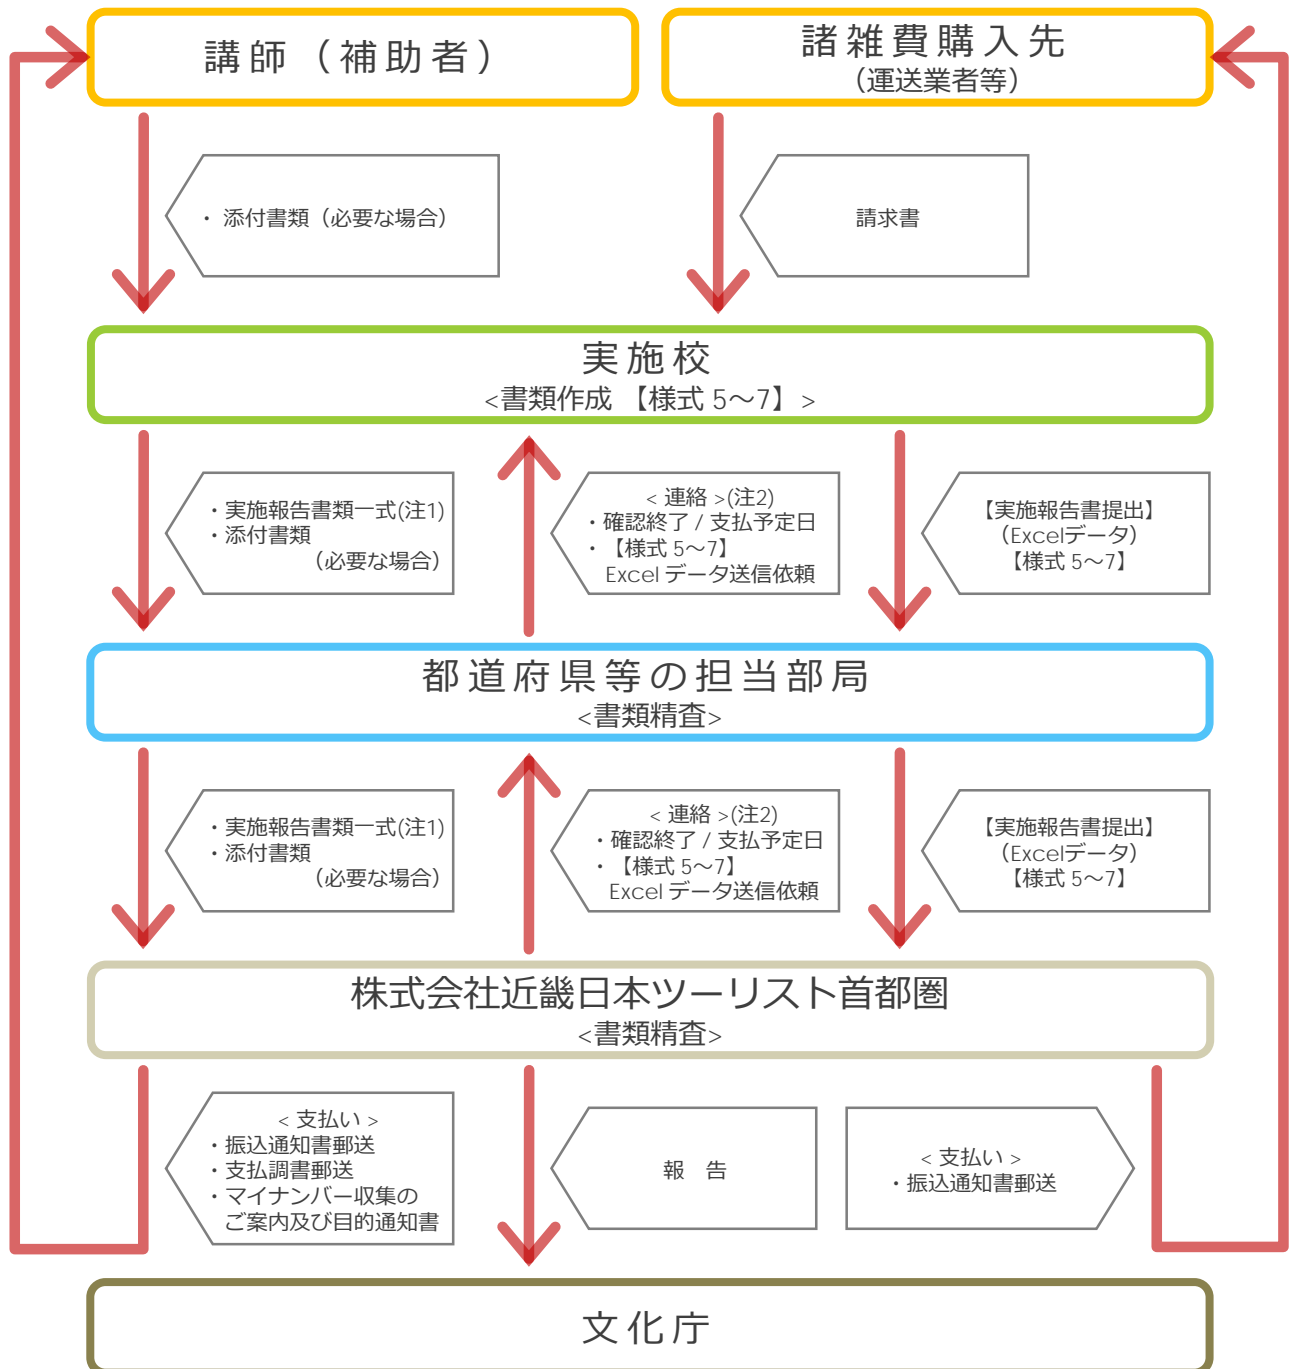 講師（補助者）
諸雑費購入先
（運送業者等）
・ 添付書類（必要な場合）
請求書
実施校
<書類作成 【様式 5～7】 >
・実施報告書類一式(注1)
・添付書類
（必要な場合）
< 連絡 >(注2)
・確認終了 / 支払予定日
・【様式 5～7】
Excel データ送信依頼
【実施報告書提出】
（Excelデータ）
【様式 5～7】
都道府県等の担当部局
<書類精査>
・実施報告書類一式(注1)
・添付書類
（必要な場合）
< 連絡 >(注2)
・確認終了 / 支払予定日
・【様式 5～7】
Excel データ送信依頼
【実施報告書提出】
（Excelデータ）
【様式 5～7】
株式会社近畿日本ツーリスト首都圏
<書類精査>
< 支払い >
・振込通知書郵送
・支払調書郵送
・マイナンバー収集の
ご案内及び目的通知書
報　告
< 支払い >
・振込通知書郵送
文化庁